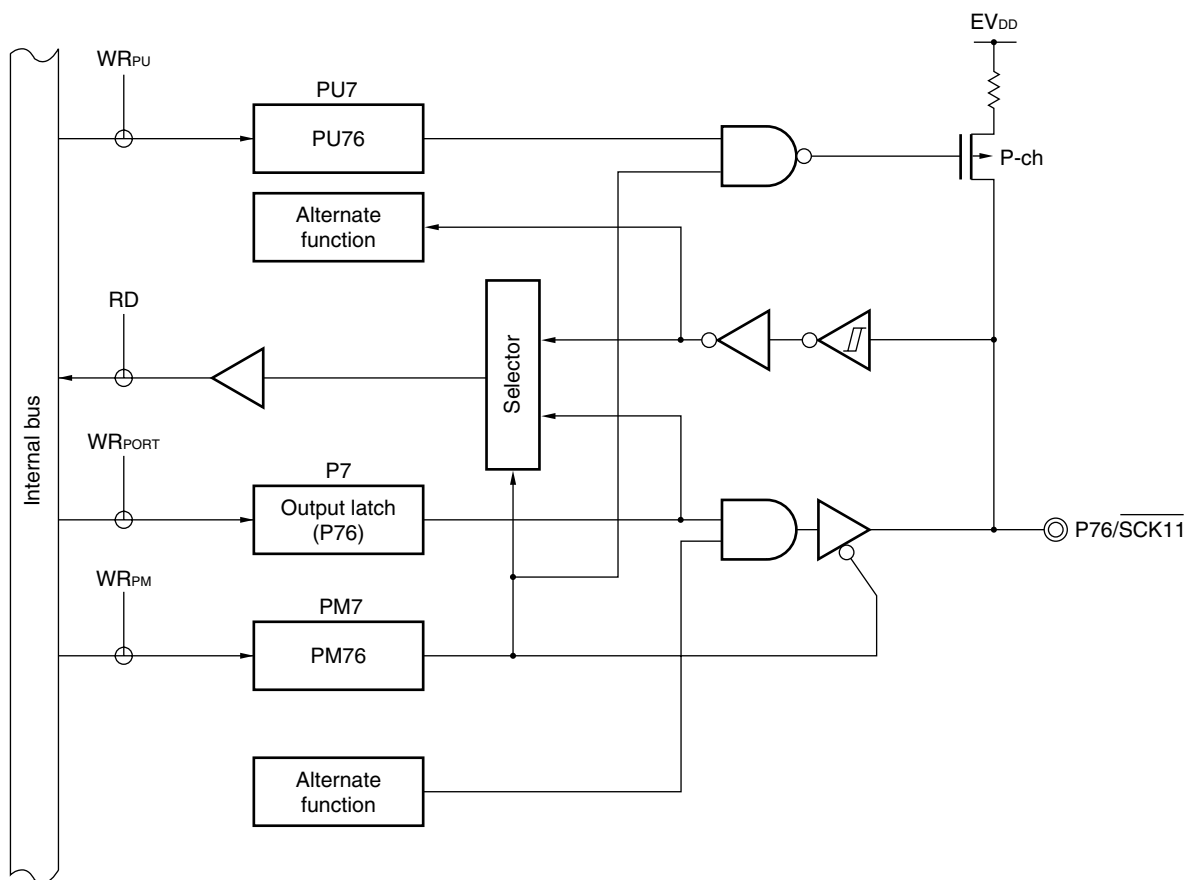 EVDD
WRPU
PU7
PU76
P-ch
Alternate
function
RD
Selector
Internal bus
WRPORT
P7
Output latch
(P76)
P76/SCK11
WRPM
PM7
PM76
Alternate
function